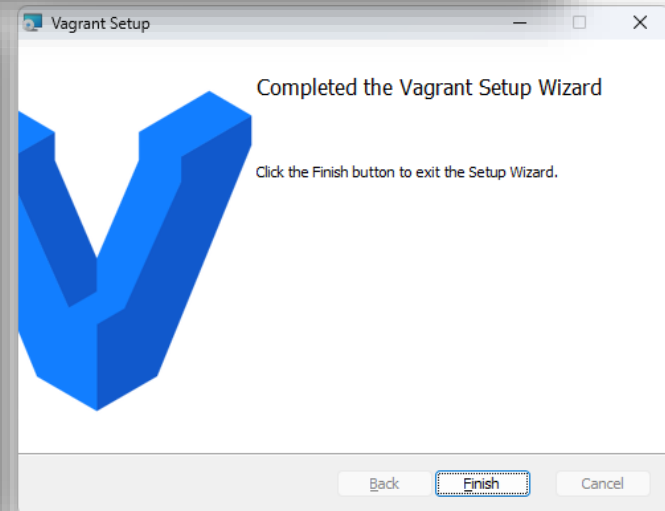 Vagrant Setup
Completed the Vagrant Setup Wizard
Click the Finish button to exit the Setup Wizard.
Back
Finish
Cancel